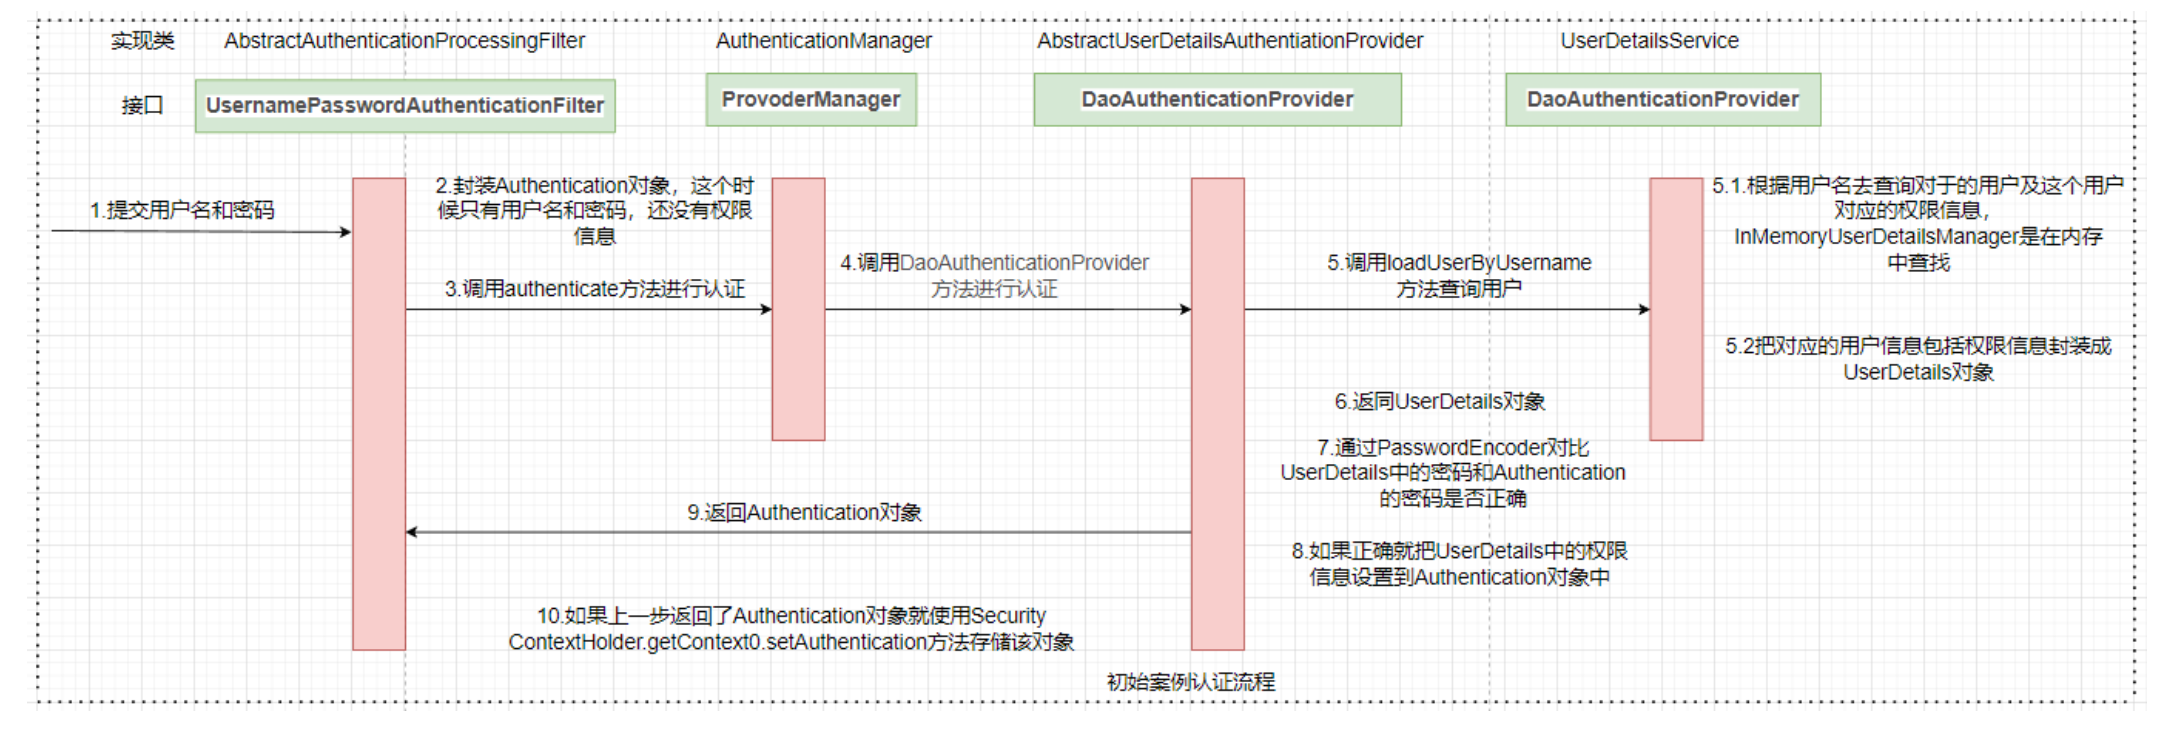 实现类 AbstractAuthenticationProcessingFilter AuthenticationManager AbstractUserDetailsAuthentiationProvider UserDetailsService
接口 UsernamePasswordAuthenticationFilter ProvoderManager DaoAuthenticationProvider DaoAuthenticationProvider
1.提交用户名和密码
2.封装Authentication对象，这个时
候只有用户名和密码，还没有权限
信息
3.调用authenticate方法进行认证
4.调用DaoAuthenticationProvider
方法进行认证
5.调用loadUserByUsername
方法查询用户
5.1.根据用户名去查询对于的用户及这个用户
对应的权限信息，
InMemoryUserDetailsManager是在内存
中查找
5.2把对应的用户信息包括权限信息封装成
UserDetails对象
6.返同UserDetails对象
7.通过PasswordEncoder对比
UserDetails中的密码和Authentication
的密码是否正确
8.如果正确就把UserDetails中的权限
信息设置到Authentication对象中
9.返回Authentication对象
10.如果上一步返回了Authentication对象就使用Security
ContextHolder.getContext0.setAuthentication方法存储该对象
初始案例认证流程